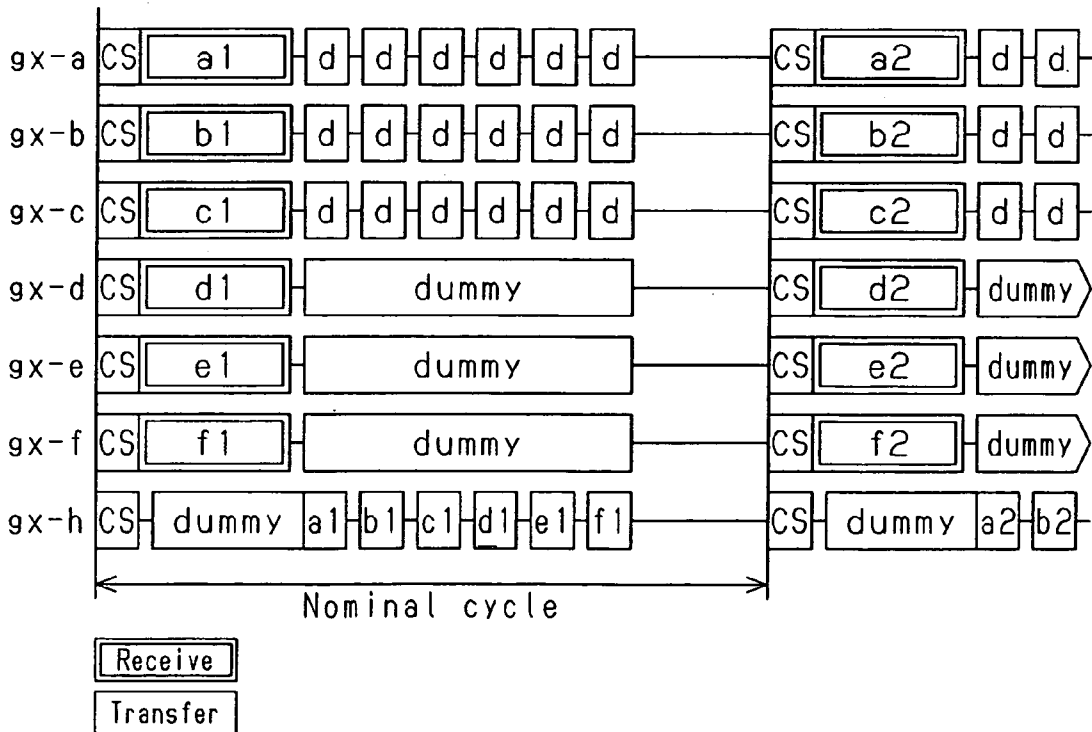 gx-a CS a1 d d d d d d CS a2 d d
gx-b CS b1 d d d d d d CS b2 d d
gx-c CS c1 d d d d d d CS c2 d d
gx-d CS d1 dummy CS d2 dummy
gx-e CS e1 dummy CS e2 dummy
gx-f CS f1 dummy CS f2 dummy
gx-h CS dummy a1 b1 c1 d1 e1 f1 CS dummy a2 b2
Nominal cycle
Receive
Transfer